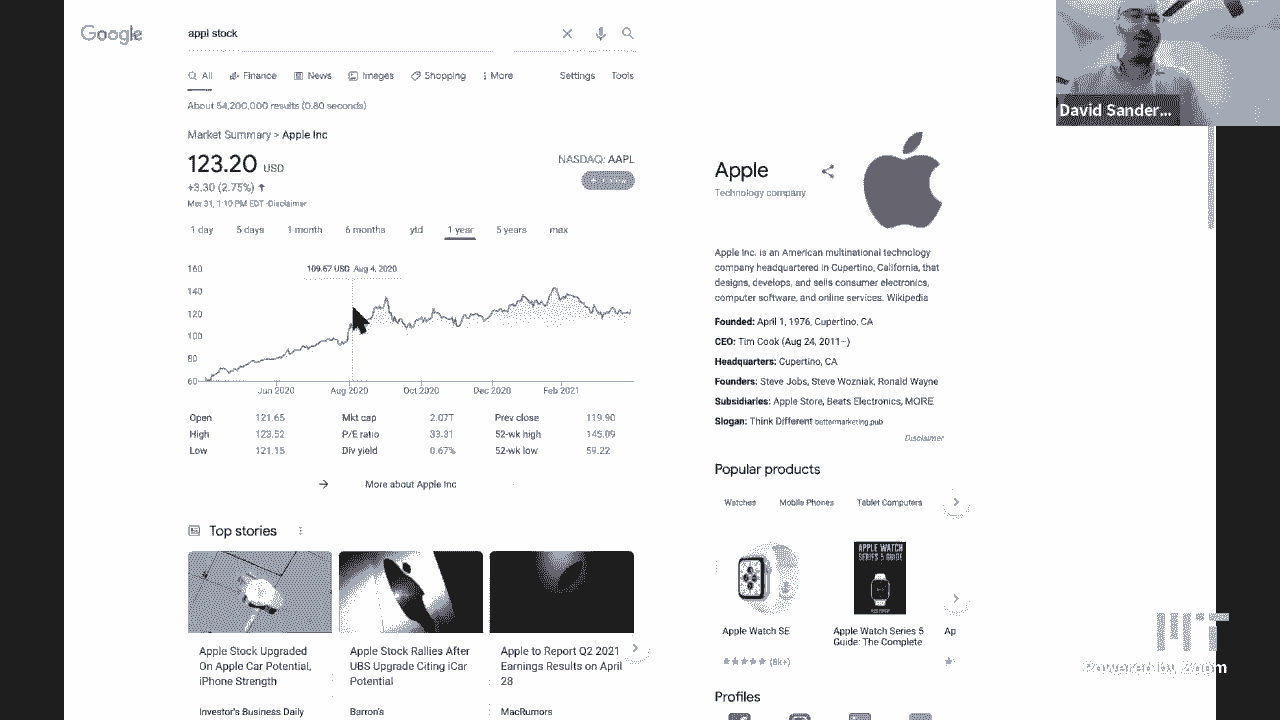 Google
appl stock
David Sander...
All Finance News Images Shopping More Settings Tools
About 54,200,000 results (0.80 seconds)
Market Summary > Apple Inc
123.20 USD
NASDAQ: AAPL
+3.30 (2.75%)
Mar 31, 1:10 PM EDT · Disclaimer
1 day 5 days 1 month 6 months ytd 1 year 5 years max
109.67 USD Aug 4, 2020
160
140
120
100
80
60
Jun 2020 Aug 2020 Oct 2020 Dec 2020 Feb 2021
Open 121.65 Mkt cap 2.07T Prev close 119.90
High 123.52 P/E ratio 33.31 52-wk high 145.09
Low 121.15 Div yield 0.67% 52-wk low 59.22
More about Apple Inc
Top stories
Apple Stock Upgraded
On Apple Car Potential,
iPhone Strength
Investor's Business Daily
Apple Stock Rallies After
UBS Upgrade Citing iCar
Potential
Barron's
Apple to Report Q2 2021
Earnings Results on April
28
MacRumors
Apple
Technology company
Apple Inc. is an American multinational technology
company headquartered in Cupertino, California, that
designs, develops, and sells consumer electronics,
computer software, and online services. Wikipedia
Founded: April 1, 1976, Cupertino, CA
CEO: Tim Cook (Aug 24, 2011–)
Headquarters: Cupertino, CA
Founders: Steve Jobs, Steve Wozniak, Ronald Wayne
Subsidiaries: Apple Store, Beats Electronics, MORE
Slogan: Think Different bettermarketing.pub
Disclaimer
Popular products
Watches Mobile Phones Tablet Computers
APPLE WATCH
SERIES 5 GUIDE
Apple Watch SE
(8k+)
Apple Watch Series 5
Guide: The Complete
Ap
Profiles
MIT
Powered by Zoom